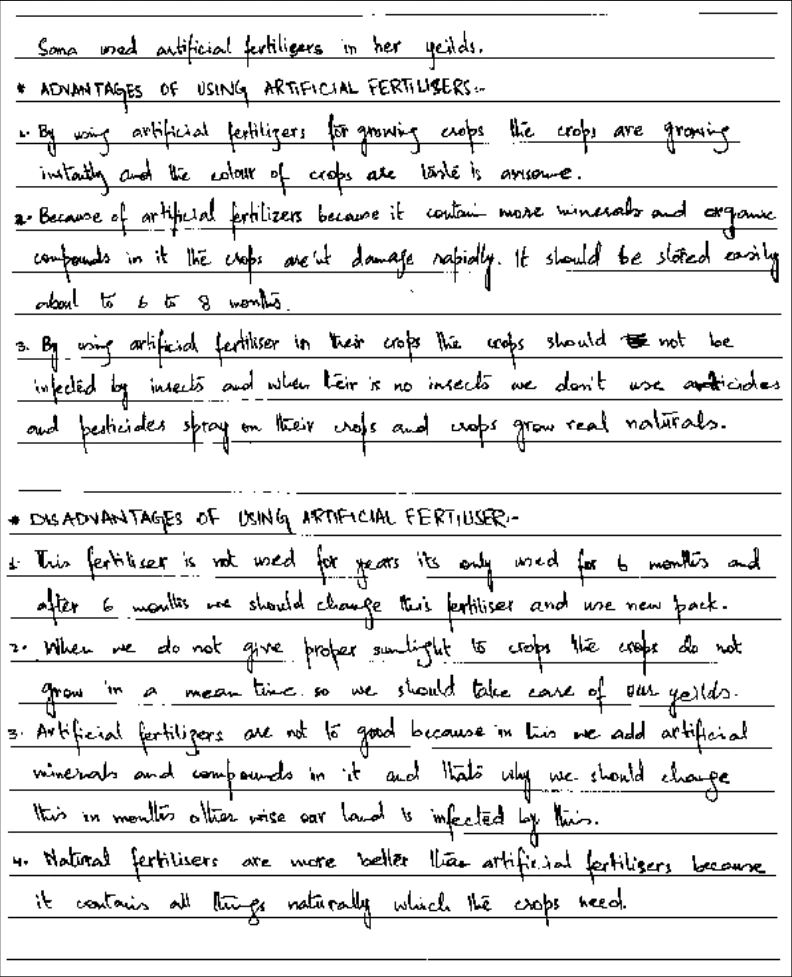 Soma used artificial fertiligers in her yeilds.
* ADVANTAGES OF USING ARTIFICIAL FERTILISERS:-
1. By using artificial fertiligers for growing crops the crops are growing
instantly and the colour of crops are taste is awsome.
2. Because of artificial fertilizers because it contain more minerals and organic
compounds in it the crops are'nt damage rapidly. It should be stored easily
about to 6 to 8 months.
3. By using artificial fertiliser in their crops the crops should not be
infected by insects and when teir is no insects we don't use
and pesticides spray on their crops and crops grow real naturals.
* DISADVANTAGES OF USING ARTIFICIAL FERTILISER:-
1. This fertiliser is not used for years its only used for 6 months and
after 6 months we should change this fertiliser and use new pack.
2. When we do not give proper sunlight to crops the crops do not
grow in a mean time so we should take care of our yeilds.
3. Artificial fertiligers are not to good because in this we add artificial
minerals and compounds in it and thats why we should change
this in months other wise our land is infected by this.
4. Natural fertilisers are more better than artificial fertiligers because
it contains all things naturally which the crops need.